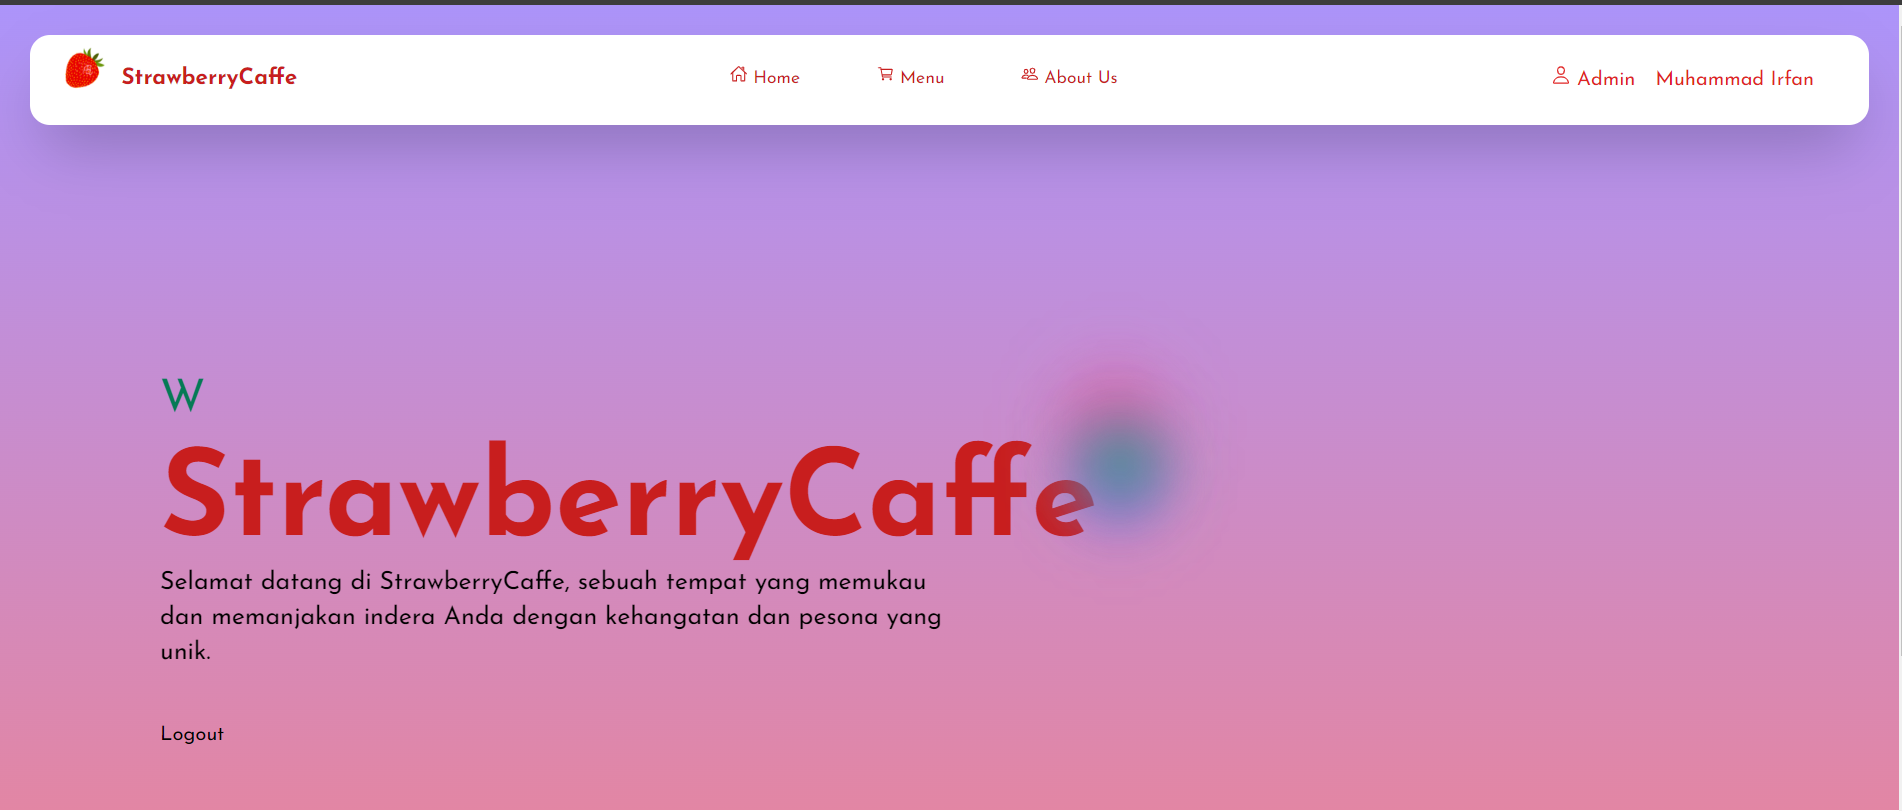 StrawberryCaffe Home Menu About Us Admin Muhammad Irfan
W
StrawberryCaffe
Selamat datang di StrawberryCaffe, sebuah tempat yang memukau
dan memanjakan indera Anda dengan kehangatan dan pesona yang
unik.
Logout